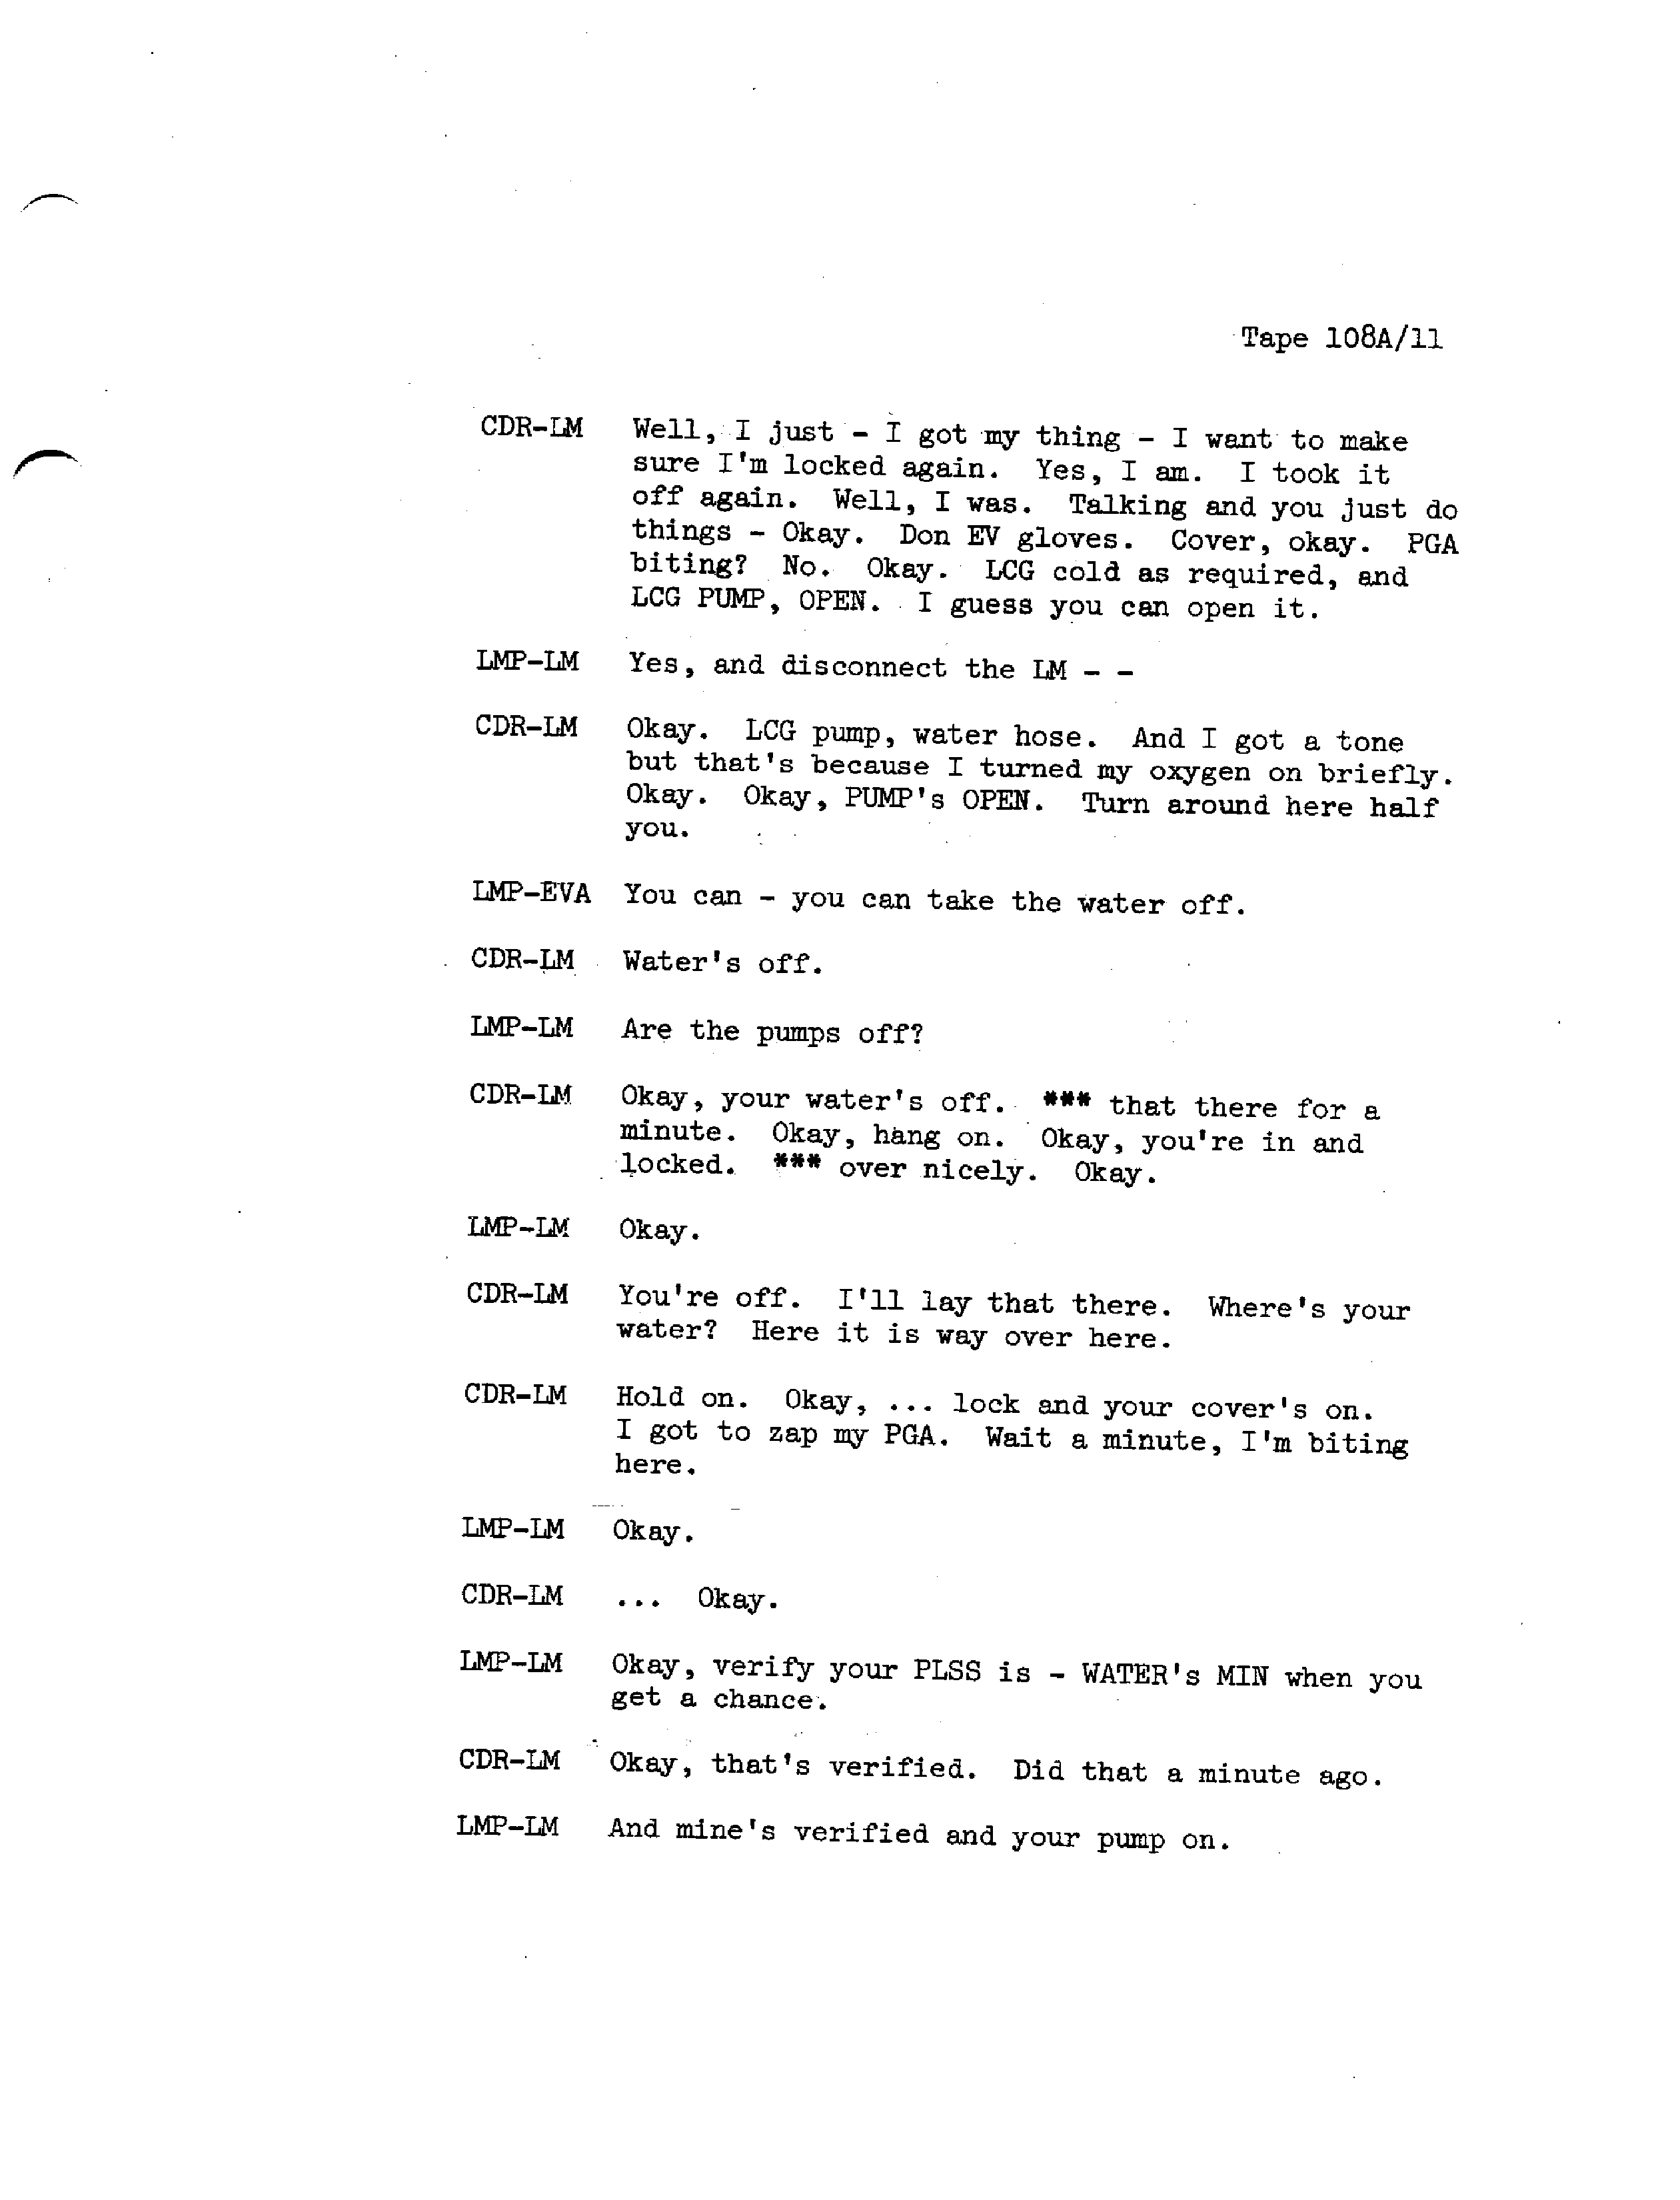 Tape 108A/11
CDR-LM Well, I just - I got my thing - I want to make
sure I'm locked again. Yes, I am. I took it
off again. Well, I was. Talking and you just do
things - Okay. Don EV gloves. Cover, okay. PGA
biting? No. Okay. LCG cold as required, and
LCG PUMP, OPEN. I guess you can open it.
LMP-LM Yes, and disconnect the LM - -
CDR-LM Okay. LCG pump, water hose. And I got a tone
but that's because I turned my oxygen on briefly.
Okay. Okay, PUMP's OPEN. Turn around here half
you.
LMP-EVA You can - you can take the water off.
CDR-LM Water's off.
LMP-LM Are the pumps off?
CDR-LM Okay, your water's off. *** that there for a
minute. Okay, hang on. Okay, you're in and
locked. *** over nicely. Okay.
LMP-LM Okay.
CDR-LM You're off. I'll lay that there. Where's your
water? Here it is way over here.
CDR-LM Hold on. Okay, ... lock and your cover's on.
I got to zap my PGA. Wait a minute, I'm biting
here.
LMP-LM Okay.
CDR-LM ... Okay.
LMP-LM Okay, verify your PLSS is - WATER's MIN when you
get a chance.
CDR-LM Okay, that's verified. Did that a minute ago.
LMP-LM And mine's verified and your pump on.